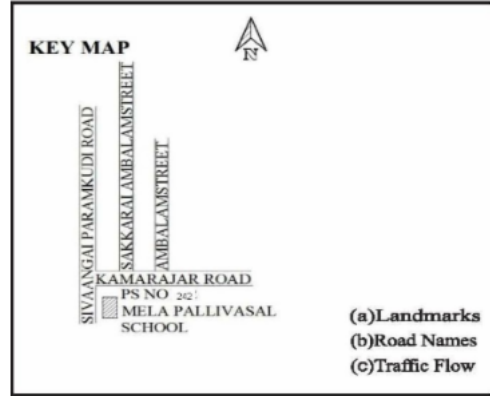 KEY MAP
N
SIVAANGAI PARAMKUDI ROAD
SAKKARAI AMBALAMSTREET
AMBALAMSTREET
KAMARAJAR ROAD
PS NO 242:
MELA PALLIVASAL
SCHOOL
(a)Landmarks
(b)Road Names
(c)Traffic Flow